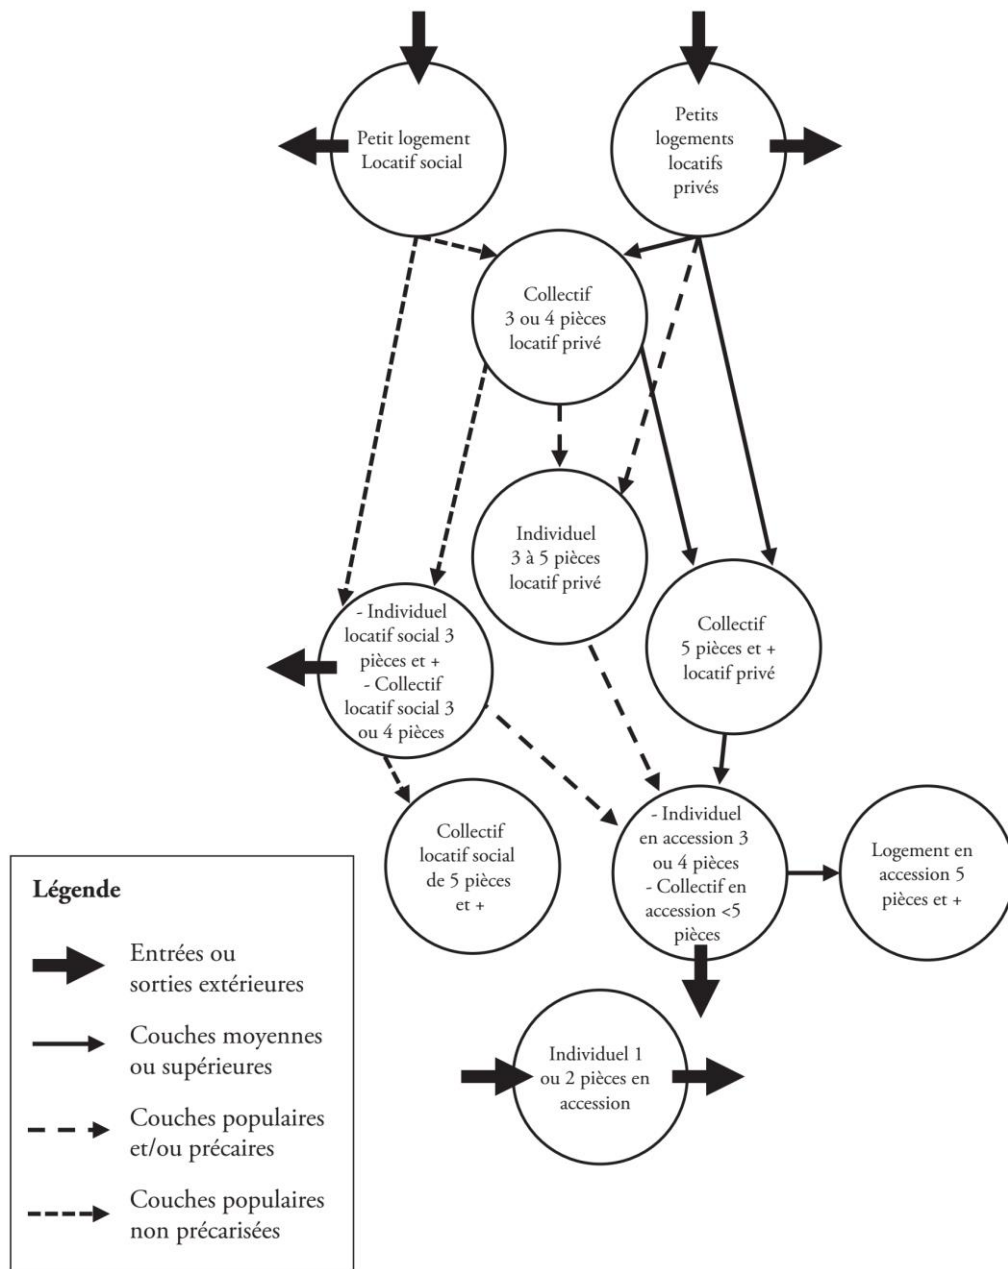 Petit logement
Locatif social
Petits
logements
locatifs
privés
Collectif
3 ou 4 pièces
locatif privé
Individuel
3 à 5 pièces
locatif privé
- Individuel
locatif social 3
pièces et +
- Collectif
locatif social 3
ou 4 pièces
Collectif
5 pièces et +
locatif privé
Collectif
locatif social
de 5 pièces
et +
- Individuel
en accession 3
ou 4 pièces
- Collectif en
accession <5
pièces
Logement en
accession 5
pièces et +
Individuel 1
ou 2 pièces en
accession
Légende
Entrées ou
sorties extérieures
Couches moyennes
ou supérieures
Couches populaires
et/ou précaires
Couches populaires
non précarisées